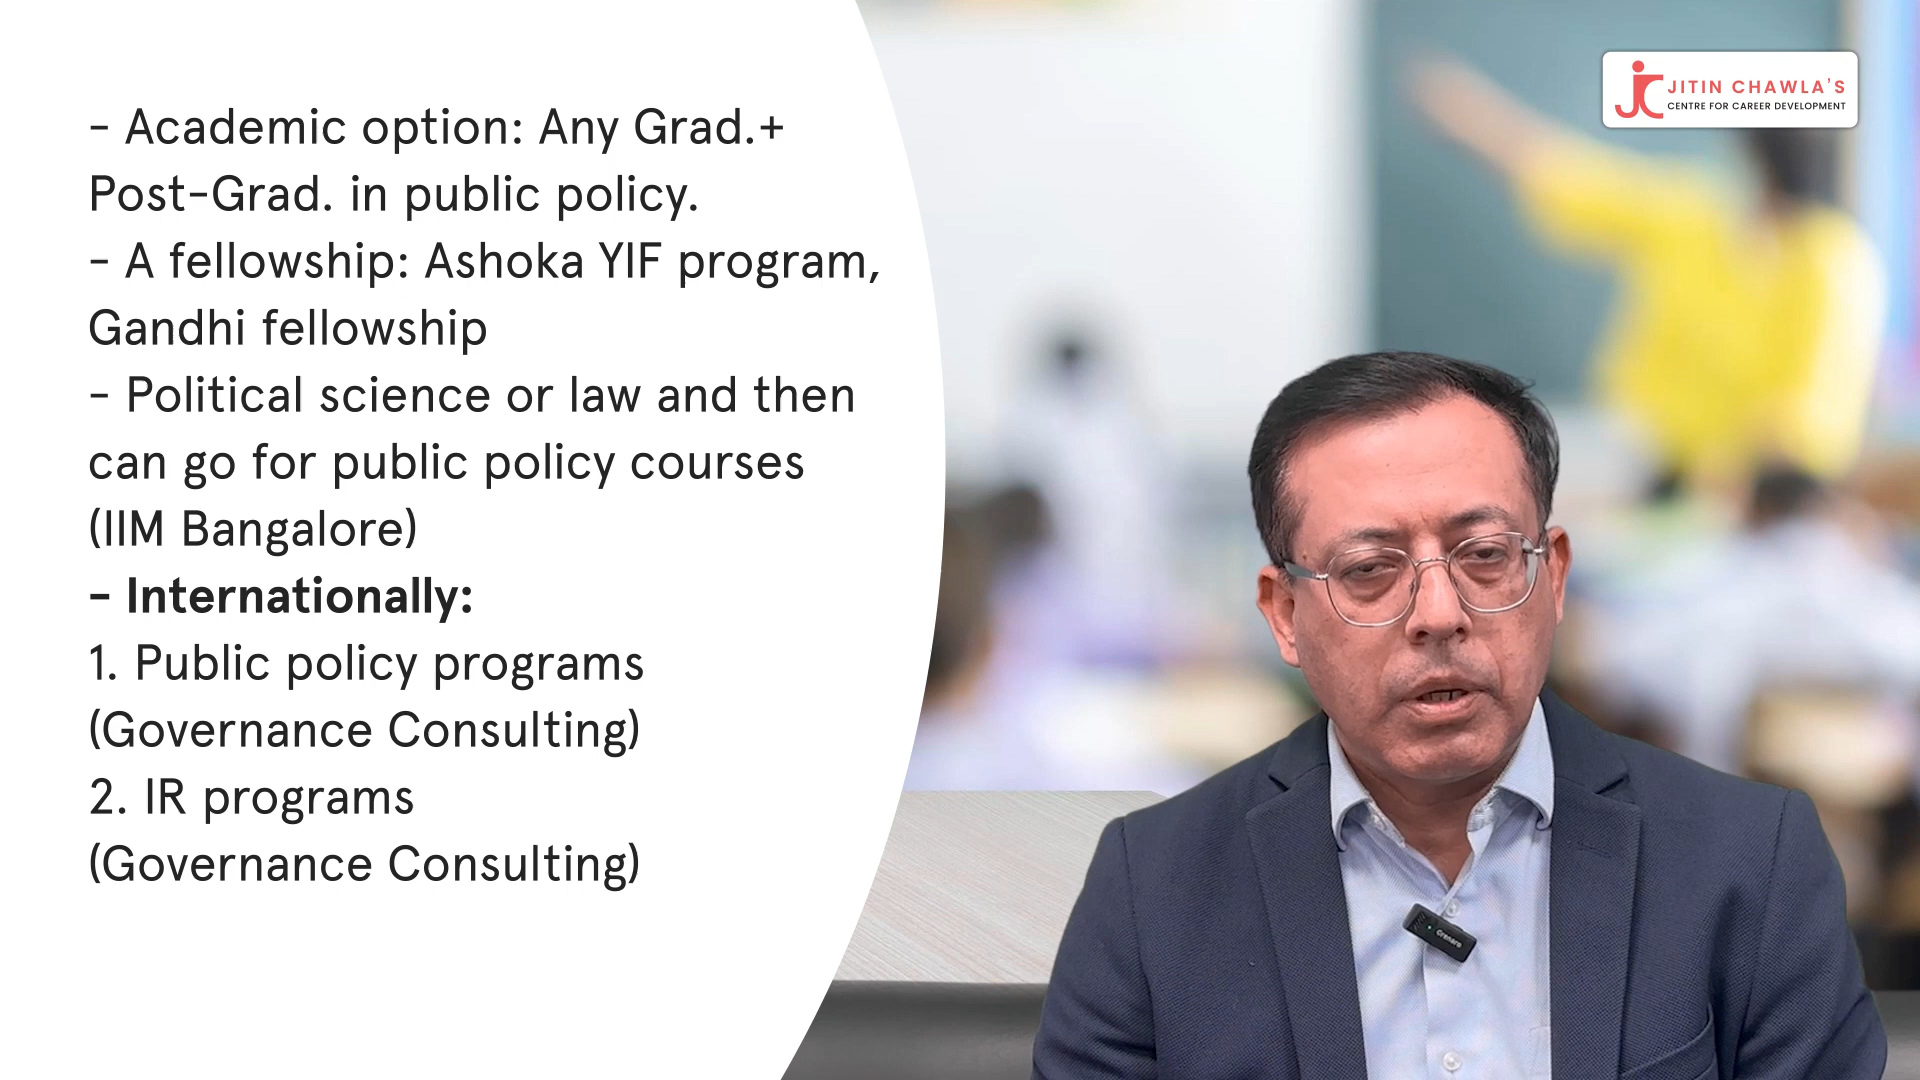 - Academic option: Any Grad.+
Post-Grad. in public policy.
- A fellowship: Ashoka YIF program,
Gandhi fellowship
- Political science or law and then
can go for public policy courses
(IIM Bangalore)
- Internationally:
1. Public policy programs
(Governance Consulting)
2. IR programs
(Governance Consulting)
JC JITIN CHAWLA'S
CENTRE FOR CAREER DEVELOPMENT